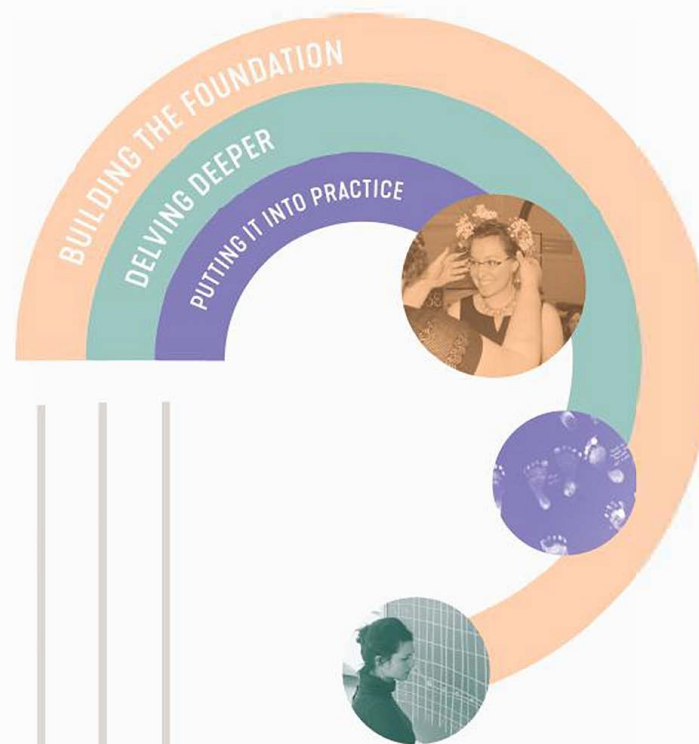 BUILDING THE FOUNDATION
DELVING DEEPER
PUTTING IT INTO PRACTICE